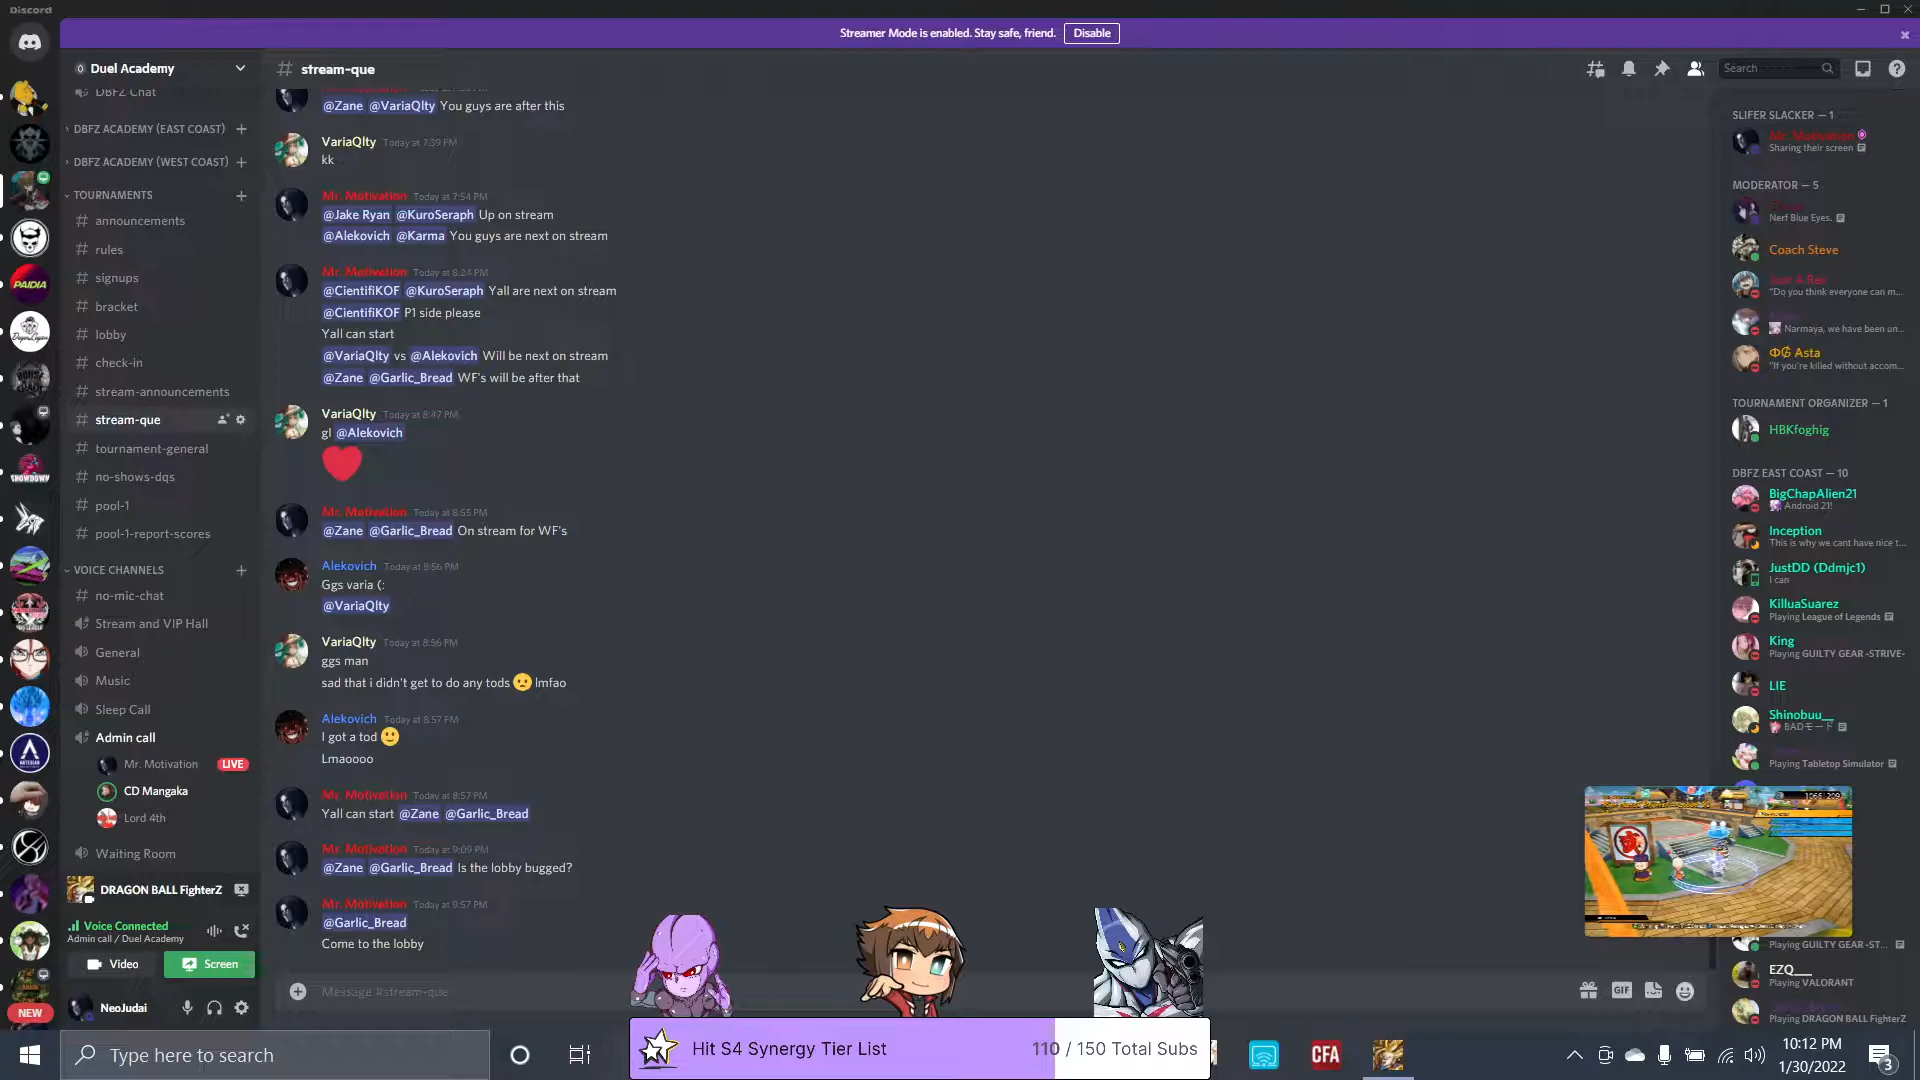 Discord
Streamer Mode is enabled. Stay safe, friend.
Disable
Duel Academy
stream-que
Search
DBFZ Chat
DBFZ ACADEMY (EAST COAST)
DBFZ ACADEMY (WEST COAST)
TOURNAMENTS
announcements
rules
signups
bracket
lobby
check-in
stream-announcements
stream-que
tournament-general
no-shows-dqs
pool-1
pool-1-report-scores
VOICE CHANNELS
no-mic-chat
Stream and VIP Hall
General
Music
Sleep Call
Admin call
Mr. Motivation LIVE
CD Mangaka
Lord 4th
Waiting Room
DRAGON BALL FighterZ
Voice Connected
Admin call / Duel Academy
Video
Screen
NeoJudai
PAIDIA
SHOWDOWN
NEW
@Zane @VariaQlty You guys are after this
VariaQlty Today at 7:39 PM
kk
Mr. Motivation Today at 7:54 PM
@Jake Ryan @KuroSeraph Up on stream
@Alekovich @Karma You guys are next on stream
Mr. Motivation Today at 8:24 PM
@CientifiKOF @KuroSeraph Yall are next on stream
@CientifiKOF P1 side please
Yall can start
@VariaQlty vs @Alekovich Will be next on stream
@Zane @Garlic_Bread WF's will be after that
VariaQlty Today at 8:47 PM
gl @Alekovich
Mr. Motivation Today at 8:55 PM
@Zane @Garlic_Bread On stream for WF's
Alekovich Today at 8:56 PM
Ggs varia (:
@VariaQlty
VariaQlty Today at 8:56 PM
ggs man
sad that i didn't get to do any tods lmfao
Alekovich Today at 8:57 PM
I got a tod
Lmaoooo
Mr. Motivation Today at 8:57 PM
Yall can start @Zane @Garlic_Bread
Mr. Motivation Today at 9:09 PM
@Zane @Garlic_Bread Is the lobby bugged?
Mr. Motivation Today at 9:57 PM
@Garlic_Bread
Come to the lobby
Message #stream-que
GIF
SLIFER SLACKER — 1
Mr. Motivation
Sharing their screen
MODERATOR — 5
Nerf Blue Eyes.
Coach Steve
"Do you think everyone can m...
Narmaya, we have been on...
Asta
"If you're killed without accom...
TOURNAMENT ORGANIZER — 1
HBKfoghig
DBFZ EAST COAST — 10
BigChapAlien21
Android 21!
Inception
This is why we cant have nice t...
JustDD (Ddmjc1)
I can
KilluaSuarez
Playing League of Legends
King
Playing GUILTY GEAR -STRIVE-
LIE
Shinobuu__
BADモード
Playing Tabletop Simulator
Playing GUILTY GEAR -ST...
EZQ___
Playing VALORANT
Playing DRAGON BALL FighterZ
Type here to search
Hit S4 Synergy Tier List
110 / 150 Total Subs
CFA
10:12 PM
1/30/2022
3